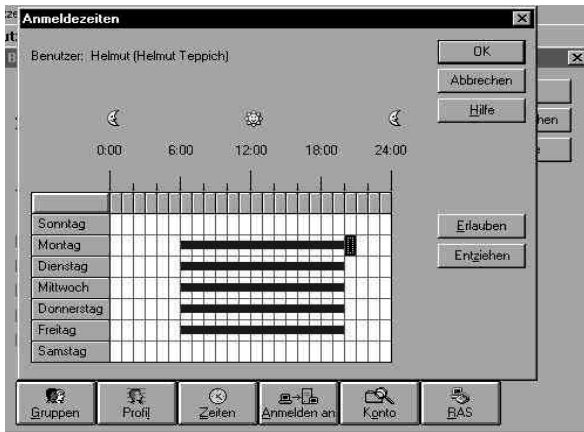 Anmeldezeiten
Benutzer: Helmut (Helmut Teppich)
OK
Abbrechen
Hilfe
0:00 6:00 12:00 18:00 24:00
Sonntag
Montag
Dienstag
Mittwoch
Donnerstag
Freitag
Samstag
Erlauben
Entziehen
hen
Gruppen Profil Zeiten Anmelden an Konto RAS